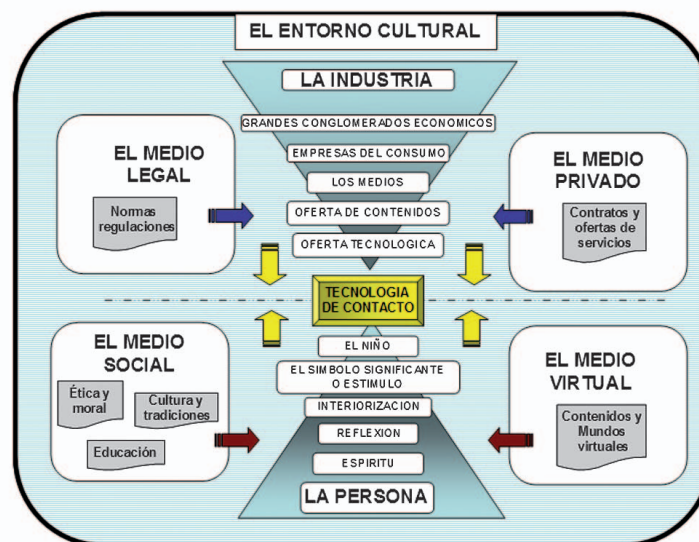 EL ENTORNO CULTURAL
LA INDUSTRIA
GRANDES CONGLOMERADOS ECONOMICOS
EMPRESAS DEL CONSUMO
LOS MEDIOS
OFERTA DE CONTENIDOS
OFERTA TECNOLOGICA
EL MEDIO
LEGAL
Normas
regulaciones
EL MEDIO
PRIVADO
Contratos y
ofertas de
servicios
TECNOLOGIA
DE CONTACTO
EL MEDIO
SOCIAL
Ética y
moral
Cultura y
tradiciones
Educación
EL NIÑO
EL SIMBOLO SIGNIFICANTE
O ESTIMULO
INTERIORIZACION
REFLEXION
ESPIRITU
LA PERSONA
EL MEDIO
VIRTUAL
Contenidos y
Mundos
virtuales